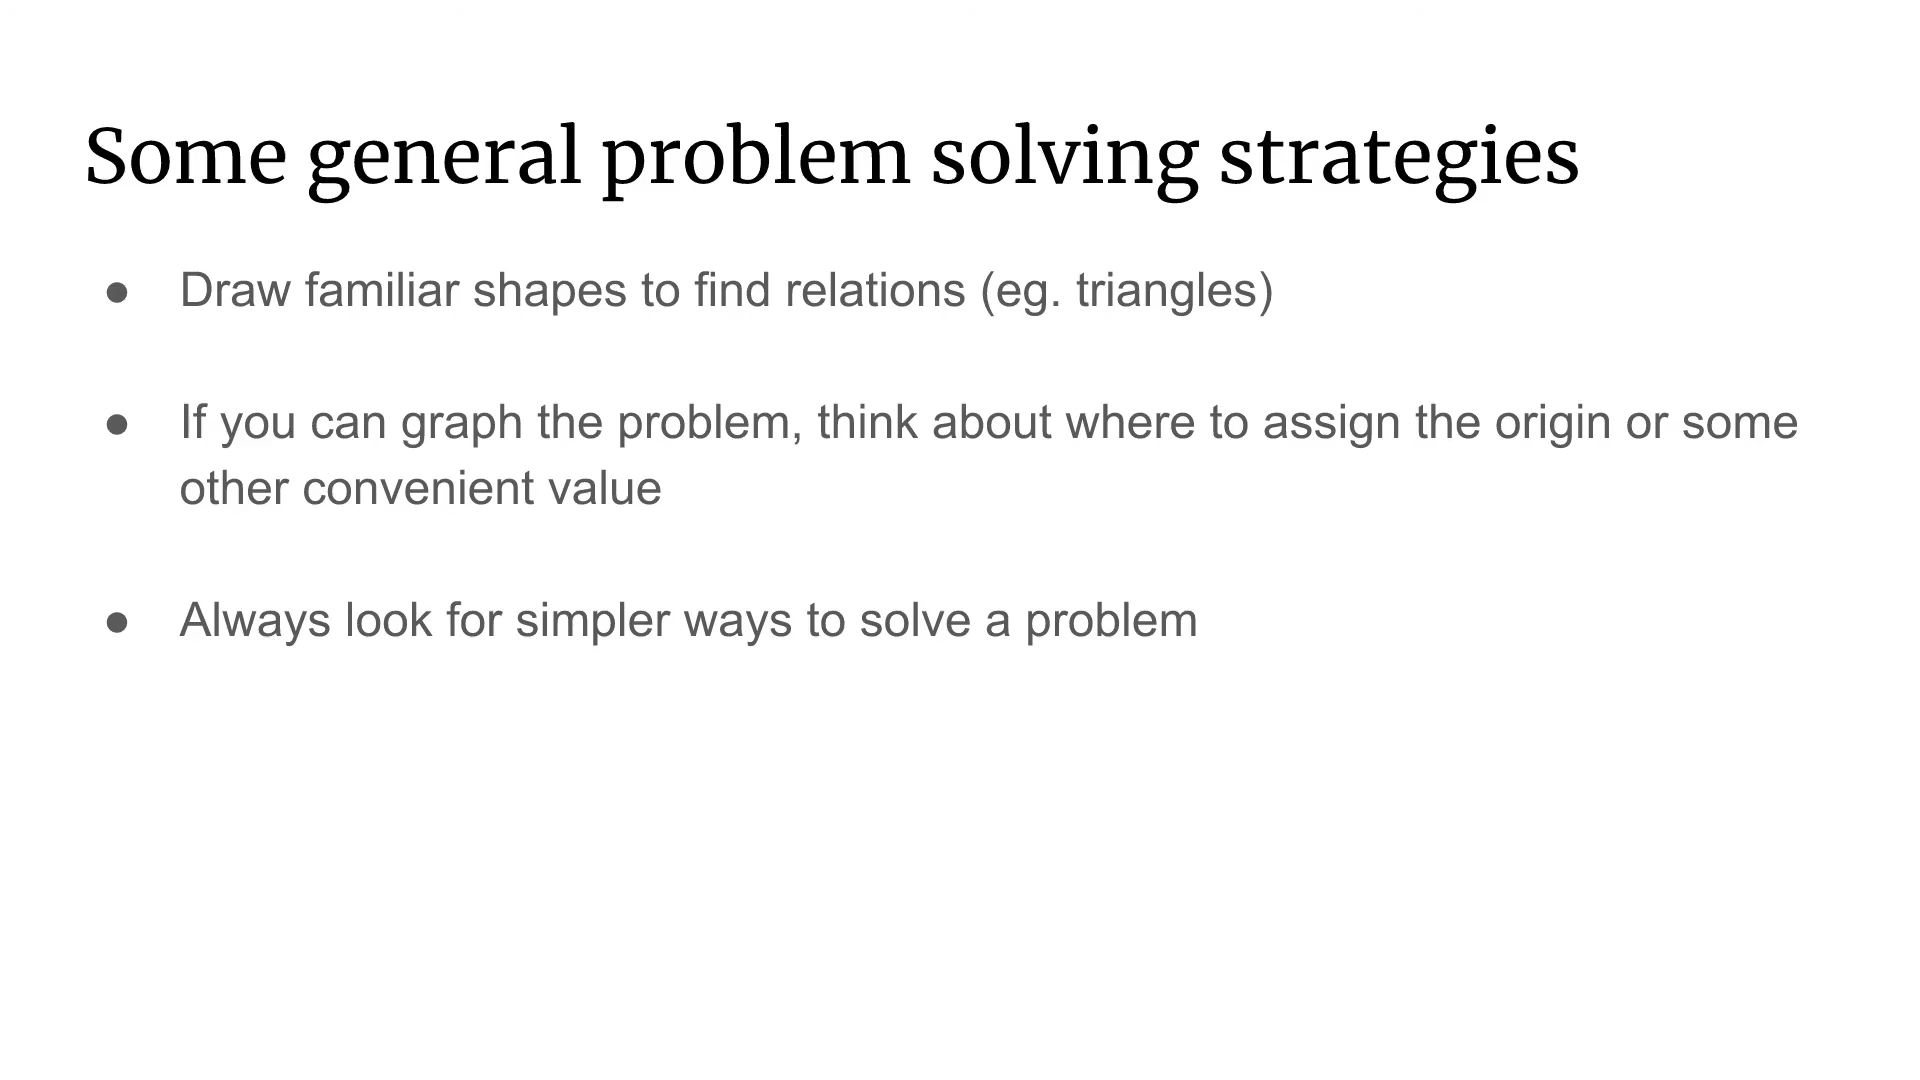 Some general problem solving strategies
● Draw familiar shapes to find relations (eg. triangles)
● If you can graph the problem, think about where to assign the origin or some
other convenient value
● Always look for simpler ways to solve a problem